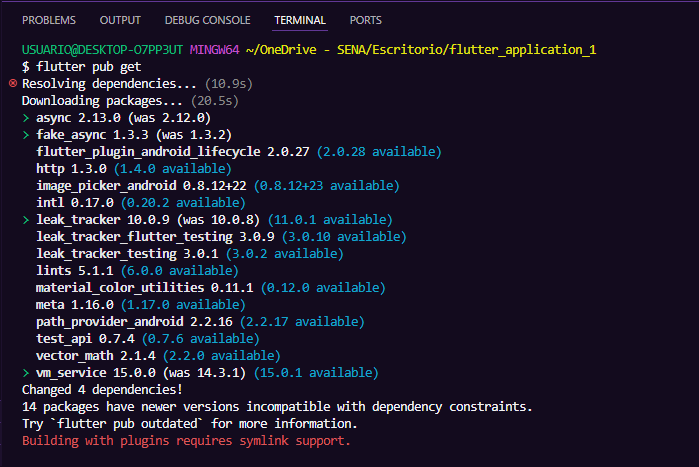 PROBLEMS OUTPUT DEBUG CONSOLE TERMINAL PORTS
USUARIO@DESKTOP-O7PP3UT MINGW64 ~/OneDrive - SENA/Escritorio/flutter_application_1
$ flutter pub get
Resolving dependencies... (10.9s)
Downloading packages... (20.5s)
> async 2.13.0 (was 2.12.0)
> fake_async 1.3.3 (was 1.3.2)
flutter_plugin_android_lifecycle 2.0.27 (2.0.28 available)
http 1.3.0 (1.4.0 available)
image_picker_android 0.8.12+22 (0.8.12+23 available)
intl 0.17.0 (0.20.2 available)
> leak_tracker 10.0.9 (was 10.0.8) (11.0.1 available)
leak_tracker_flutter_testing 3.0.9 (3.0.10 available)
leak_tracker_testing 3.0.1 (3.0.2 available)
lints 5.1.1 (6.0.0 available)
material_color_utilities 0.11.1 (0.12.0 available)
meta 1.16.0 (1.17.0 available)
path_provider_android 2.2.16 (2.2.17 available)
test_api 0.7.4 (0.7.6 available)
vector_math 2.1.4 (2.2.0 available)
> vm_service 15.0.0 (was 14.3.1) (15.0.1 available)
Changed 4 dependencies!
14 packages have newer versions incompatible with dependency constraints.
Try `flutter pub outdated` for more information.
Building with plugins requires symlink support.